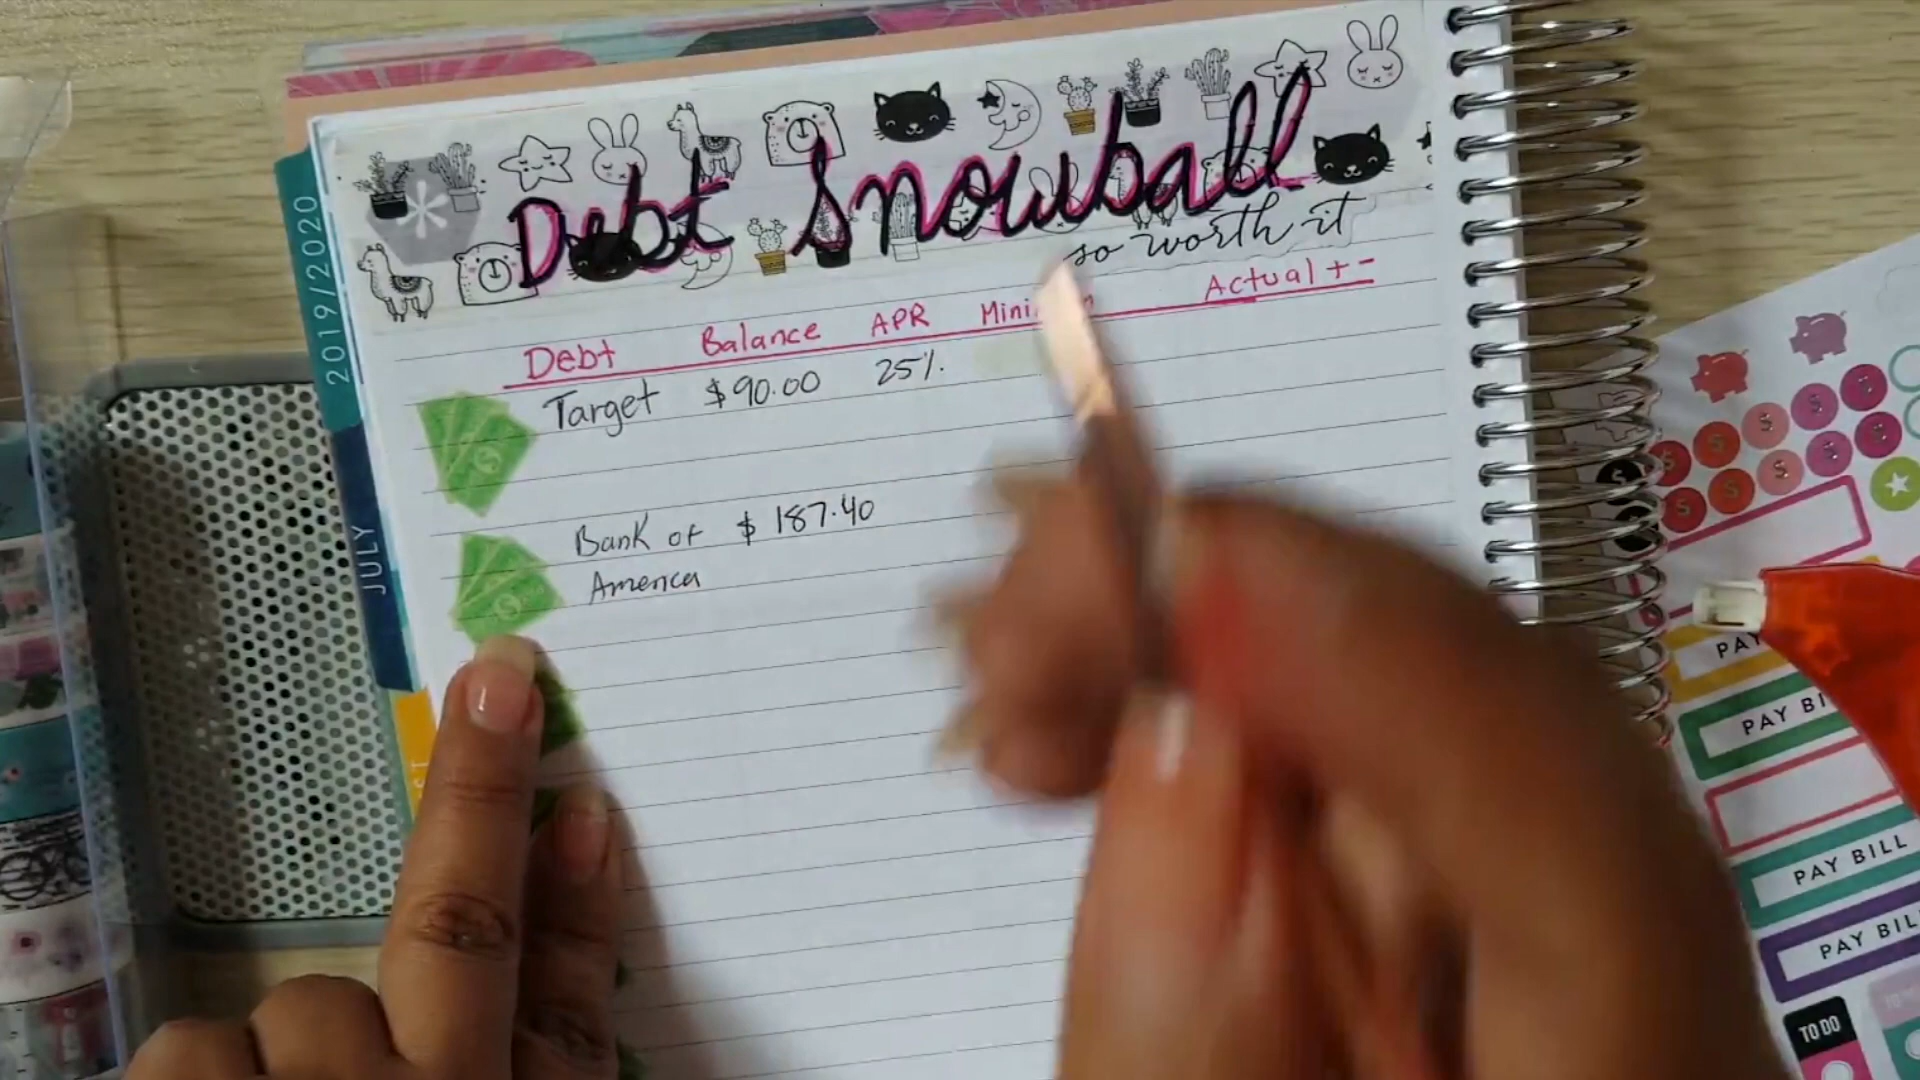 Debt Snowball
so worth it
Debt Balance APR Actual + -
Target $90.00 25%.
Bank of $187.40
America
2019/2020
JULY
PAY BILL
PAY BILL
TO DO